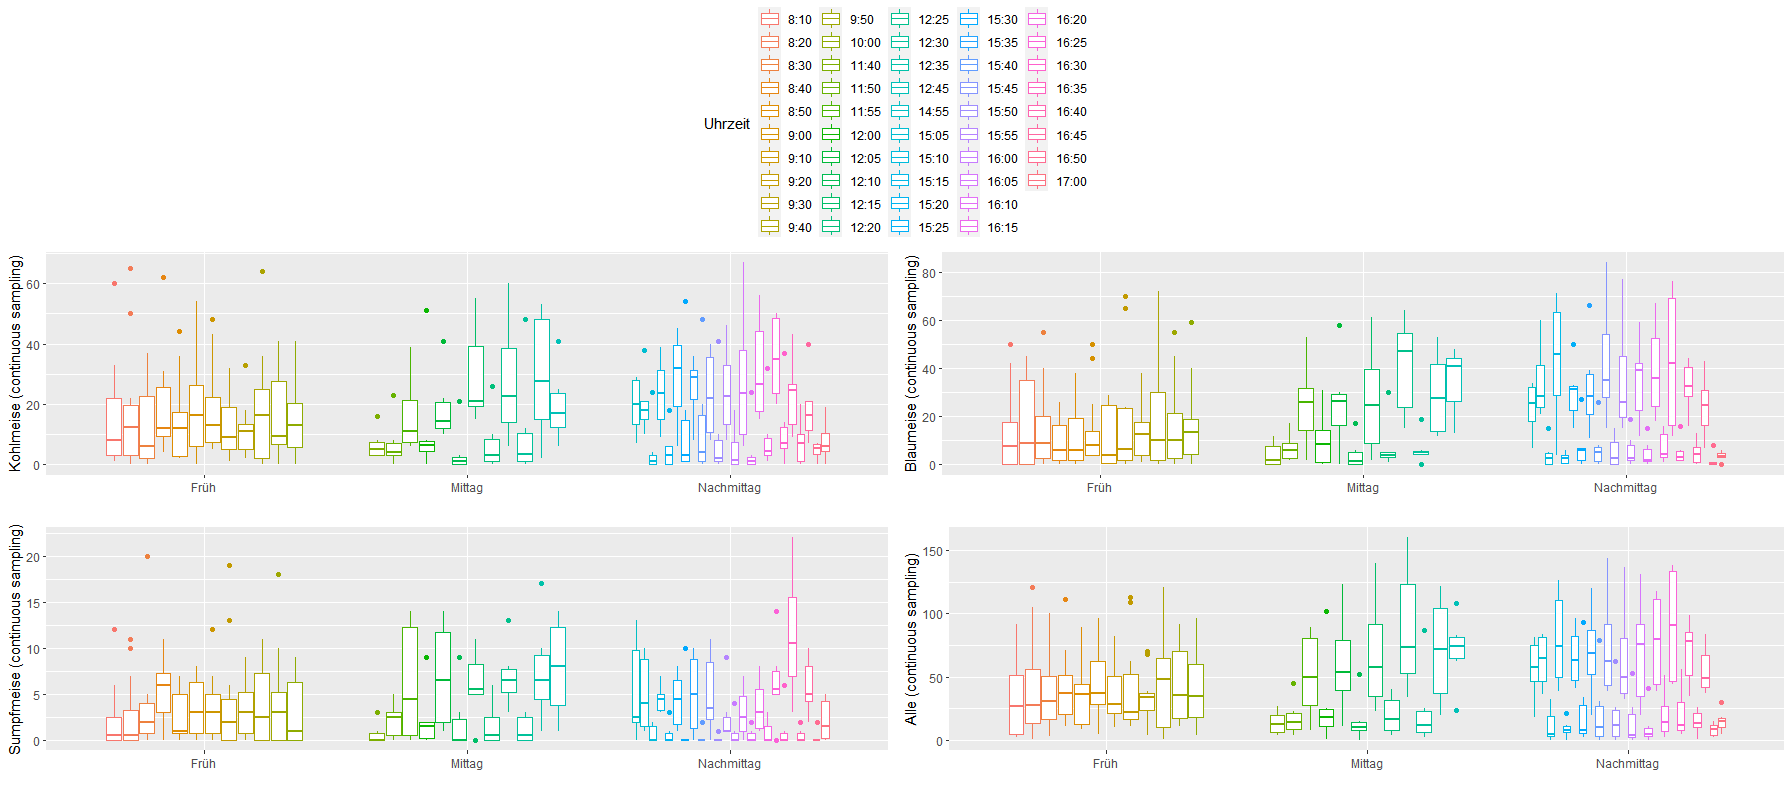 8:10 9:50 12:25 15:30 16:20
8:20 10:00 12:30 15:35 16:25
8:30 11:40 12:35 15:40 16:30
8:40 11:50 12:45 15:45 16:35
8:50 11:55 14:55 15:50 16:40
Uhrzeit
9:00 12:00 15:05 15:55 16:45
9:10 12:05 15:10 16:00 16:50
9:20 12:10 15:15 16:05 17:00
9:30 12:15 15:20 16:10
9:40 12:20 15:25 16:15
Kohlmeise (continuous sampling)
60
40
20
0
Früh Mittag Nachmittag
Blaumeise (continuous sampling)
80
60
40
20
0
Früh Mittag Nachmittag
Sumpfmeise (continuous sampling)
20
15
10
5
0
Früh Mittag Nachmittag
Alle (continuous sampling)
150
100
50
0
Früh Mittag Nachmittag